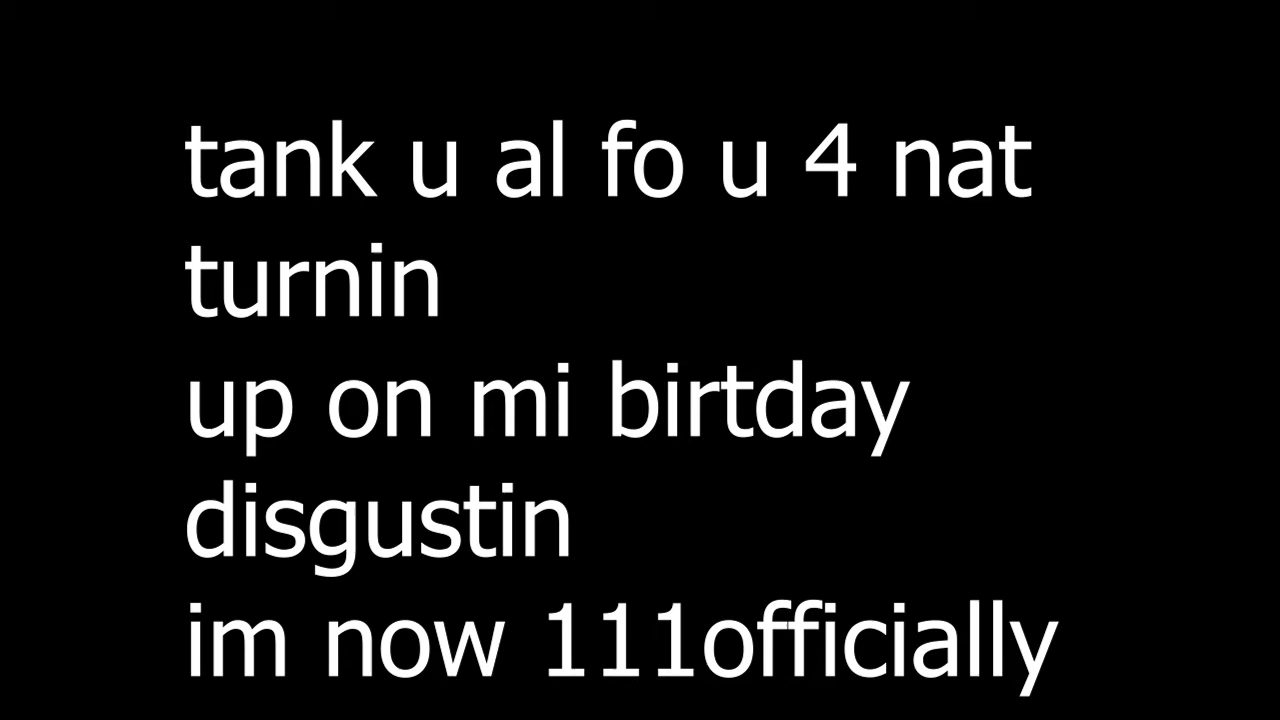 tank u al fo u 4 nat
turnin
up on mi birtday
disgustin
im now 111officially